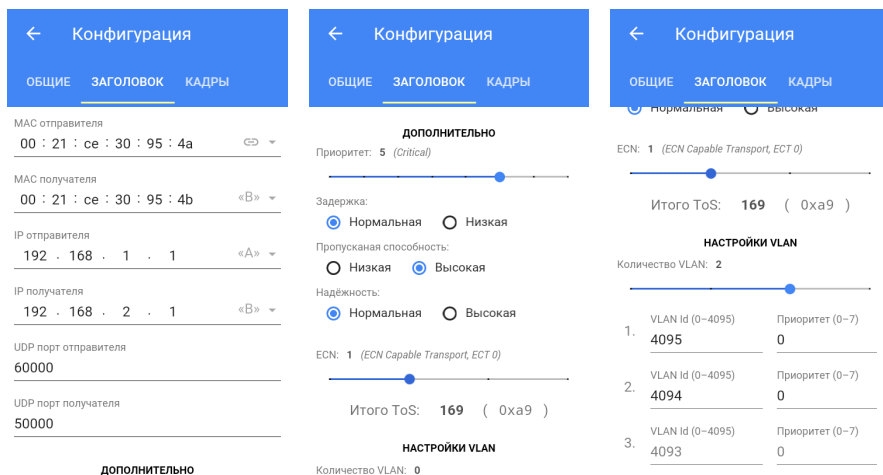 Конфигурация
ОБЩИЕ ЗАГОЛОВОК КАДРЫ
MAC отправителя
00 : 21 : ce : 30 : 95 : 4a
MAC получателя
00 : 21 : ce : 30 : 95 : 4b «B»
IP отправителя
192 . 168 . 1 . 1 «A»
IP получателя
192 . 168 . 2 . 1 «B»
UDP порт отправителя
60000
UDP порт получателя
50000
ДОПОЛНИТЕЛЬНО
Конфигурация
ОБЩИЕ ЗАГОЛОВОК КАДРЫ
ДОПОЛНИТЕЛЬНО
Приоритет: 5 (Critical)
Задержка:
Нормальная Низкая
Пропускная способность:
Низкая Высокая
Надёжность:
Нормальная Высокая
ECN: 1 (ECN Capable Transport, ECT 0)
Итого ToS: 169 ( 0xa9 )
НАСТРОЙКИ VLAN
Количество VLAN: 0
Конфигурация
ОБЩИЕ ЗАГОЛОВОК КАДРЫ
Нормальная Высокая
ECN: 1 (ECN Capable Transport, ECT 0)
Итого ToS: 169 ( 0xa9 )
НАСТРОЙКИ VLAN
Количество VLAN: 2
VLAN Id (0–4095) Приоритет (0–7)
1. 4095 0
VLAN Id (0–4095) Приоритет (0–7)
2. 4094 0
VLAN Id (0–4095) Приоритет (0–7)
3. 4093 0